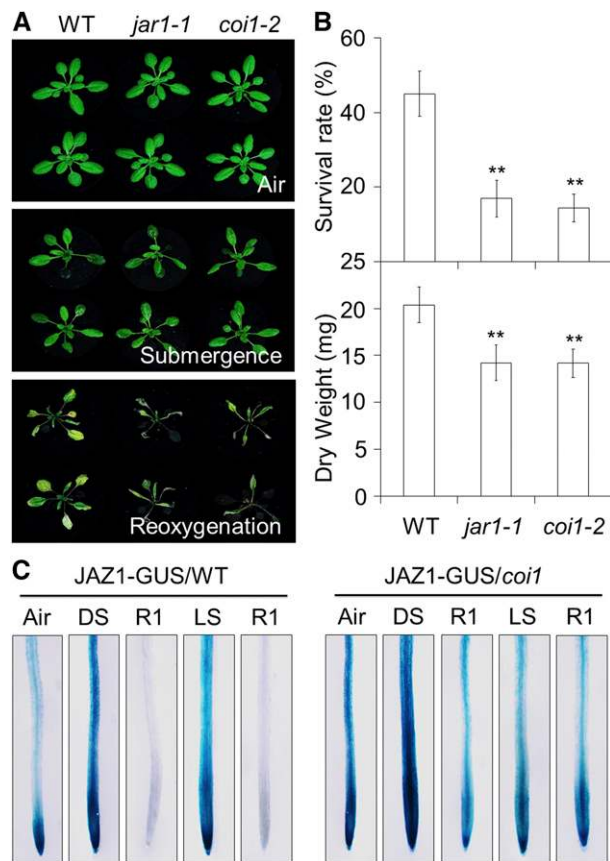 A
WT jar1-1 coi1-2
Air
Submergence
Reoxygenation
B
60
40
20
25
Survival rate (%)
** **
20
15
10
5
0
Dry Weight (mg)
** **
WT jar1-1 coi1-2
C
JAZ1-GUS/WT JAZ1-GUS/coi1
Air DS R1 LS R1 Air DS R1 LS R1